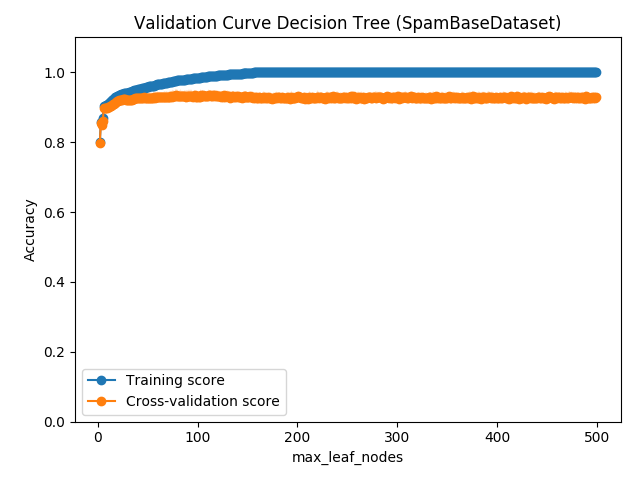 Validation Curve Decision Tree (SpamBaseDataset)
1.0
0.8
0.6
0.4
0.2
0.0
Accuracy
Training score
Cross-validation score
0 100 200 300 400 500
max_leaf_nodes